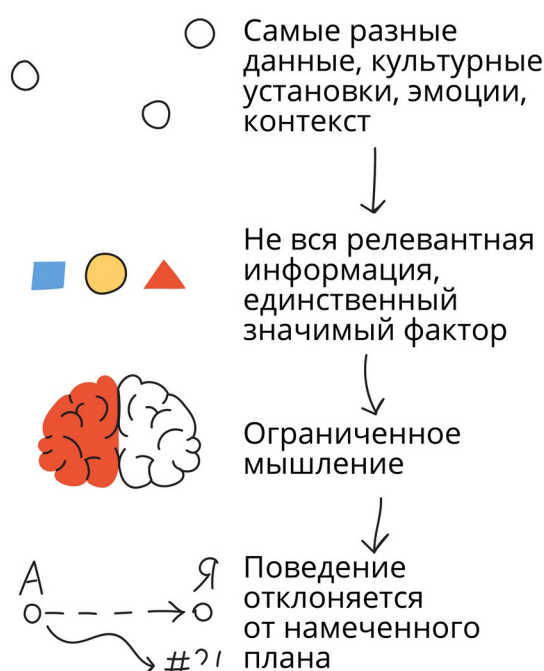 Самые разные
данные, культурные
установки, эмоции,
контекст
Не вся релевантная
информация,
единственный
значимый фактор
Ограниченное
мышление
А
Я
Поведение
отклоняется
от намеченного
плана